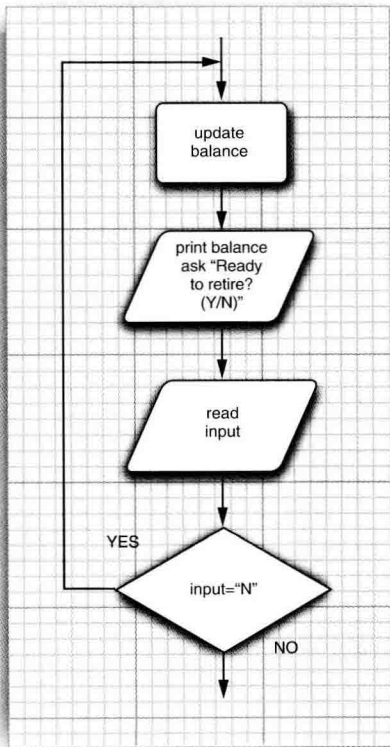 update
balance
print balance
ask “Ready
to retire?
(Y/N)”
read
input
YES
input=“N”
NO